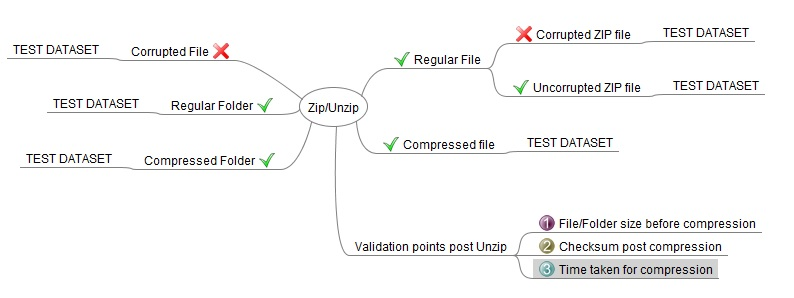 TEST DATASET
Corrupted File
TEST DATASET
Regular Folder
TEST DATASET
Compressed Folder
Zip/Unzip
Regular File
Corrupted ZIP file
TEST DATASET
Uncorrupted ZIP file
TEST DATASET
Compressed file
TEST DATASET
Validation points post Unzip
1 File/Folder size before compression
2 Checksum post compression
3 Time taken for compression